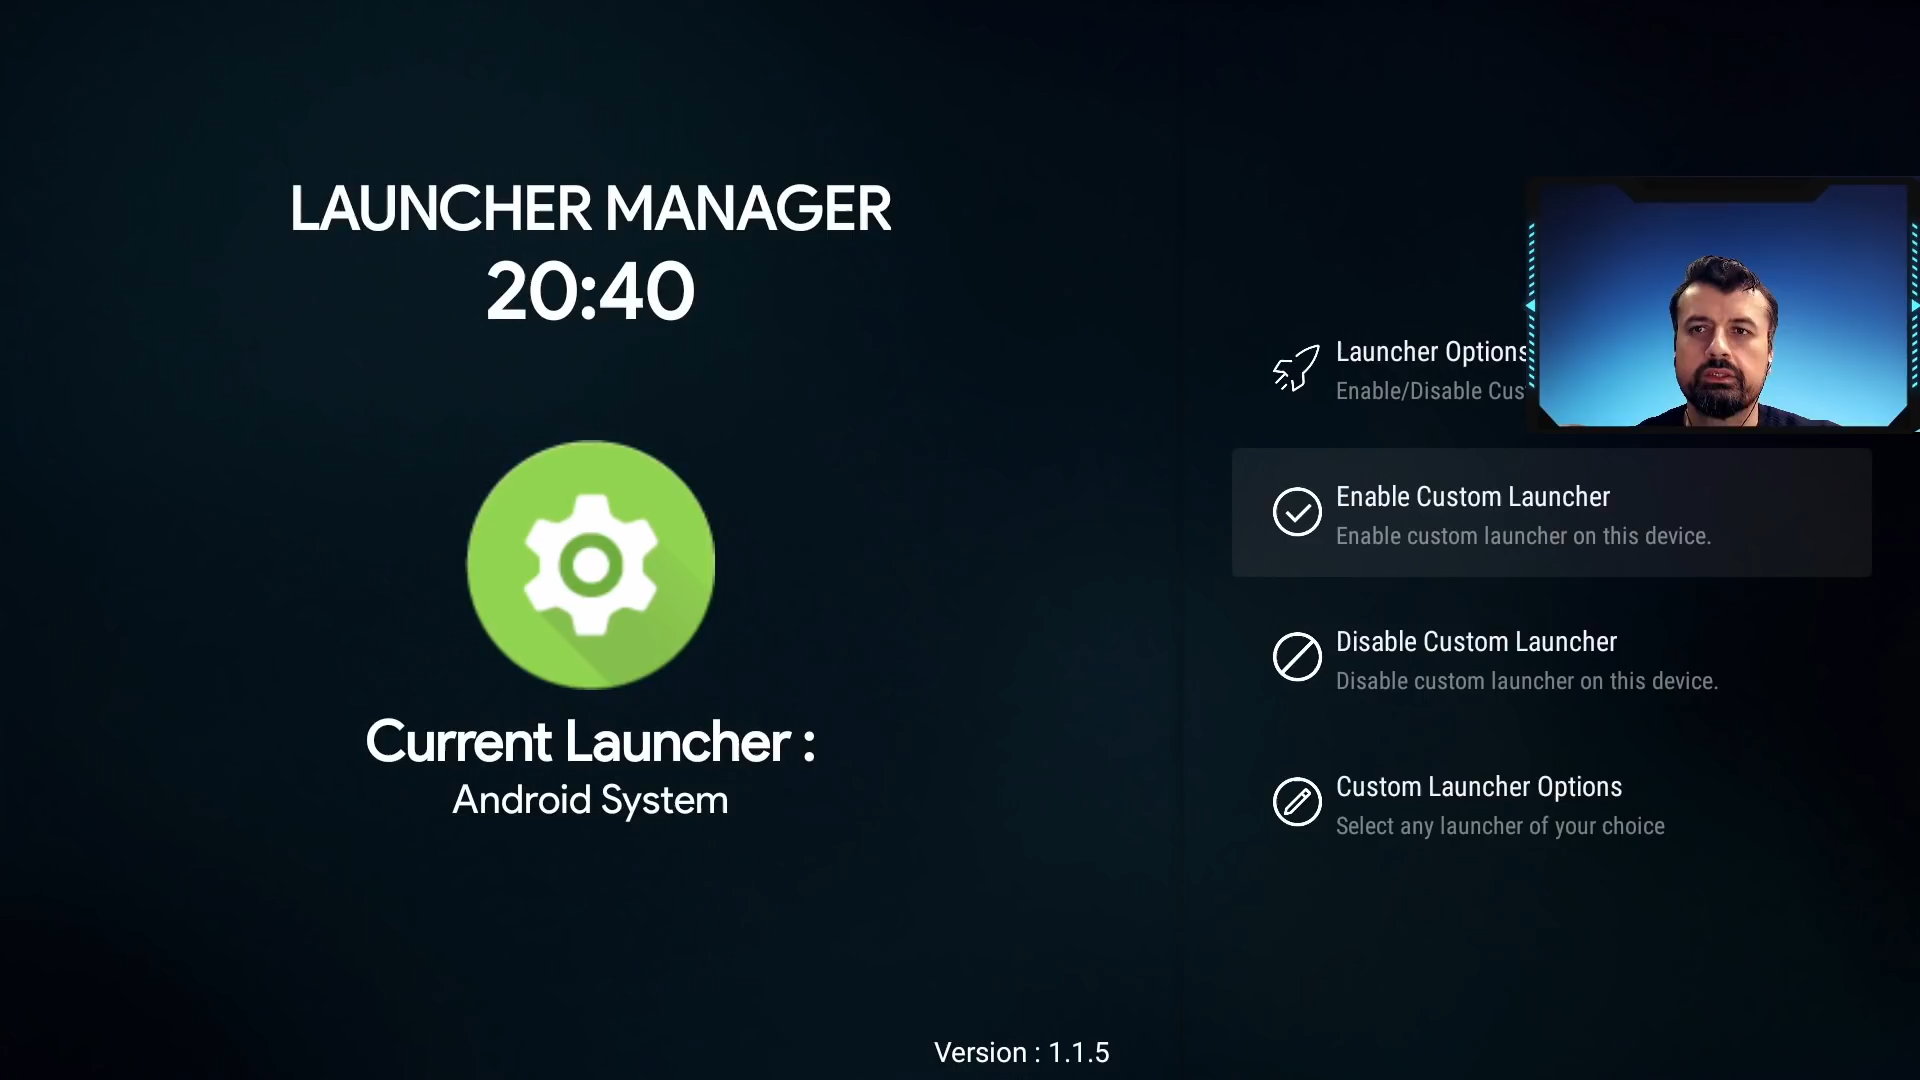 LAUNCHER MANAGER
20:40
Current Launcher :
Android System
Launcher Options
Enable/Disable
Enable Custom Launcher
Enable custom launcher on this device.
Disable Custom Launcher
Disable custom launcher on this device.
Custom Launcher Options
Select any launcher of your choice
Version : 1.1.5